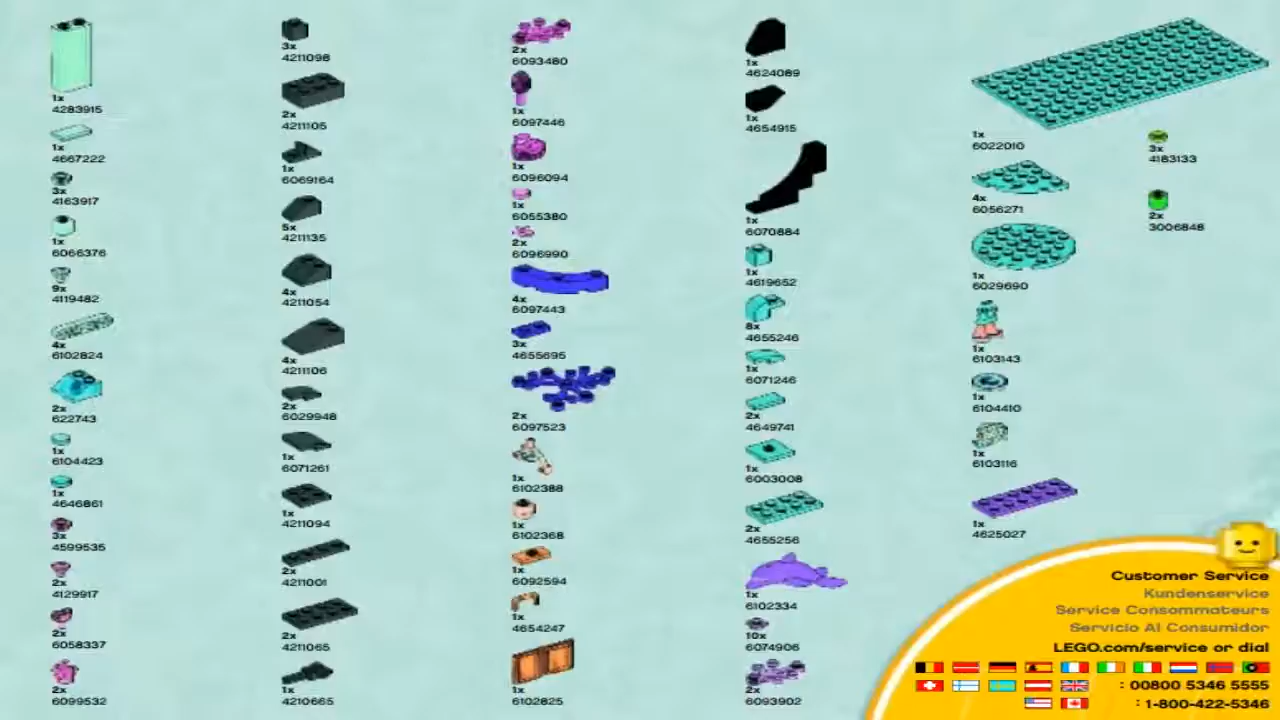 1x
4283915
1x
4667222
3x
4163917
1x
6066376
9x
4119482
4x
6102824
2x
622743
1x
6104423
1x
4646861
3x
4599535
2x
4129917
2x
6058337
2x
6099532
3x
4211098
2x
4211105
1x
6069164
5x
4211135
4x
4211054
4x
4211106
2x
6029948
1x
6071261
1x
4211094
2x
4211001
2x
4211065
1x
4210665
2x
6093480
1x
6097446
1x
6096094
1x
6055380
2x
6096990
4x
6097443
3x
4655695
2x
6097523
1x
6102388
1x
6102368
1x
6092594
1x
4654247
1x
6102825
1x
4624089
1x
4654915
1x
6070884
1x
4619652
8x
4655246
1x
6071246
2x
4649741
1x
6003008
2x
4655256
1x
6102334
10x
6074906
2x
6093902
1x
6022010
4x
6056271
1x
6029690
1x
6103143
1x
6104410
1x
6103116
1x
4625027
3x
4183133
2x
3006848
Customer Service
Kundenservice
Service Consommateurs
Servicio Al Consumidor
LEGO.com/service or dial
: 00800 5346 5555
: 1-800-422-5346